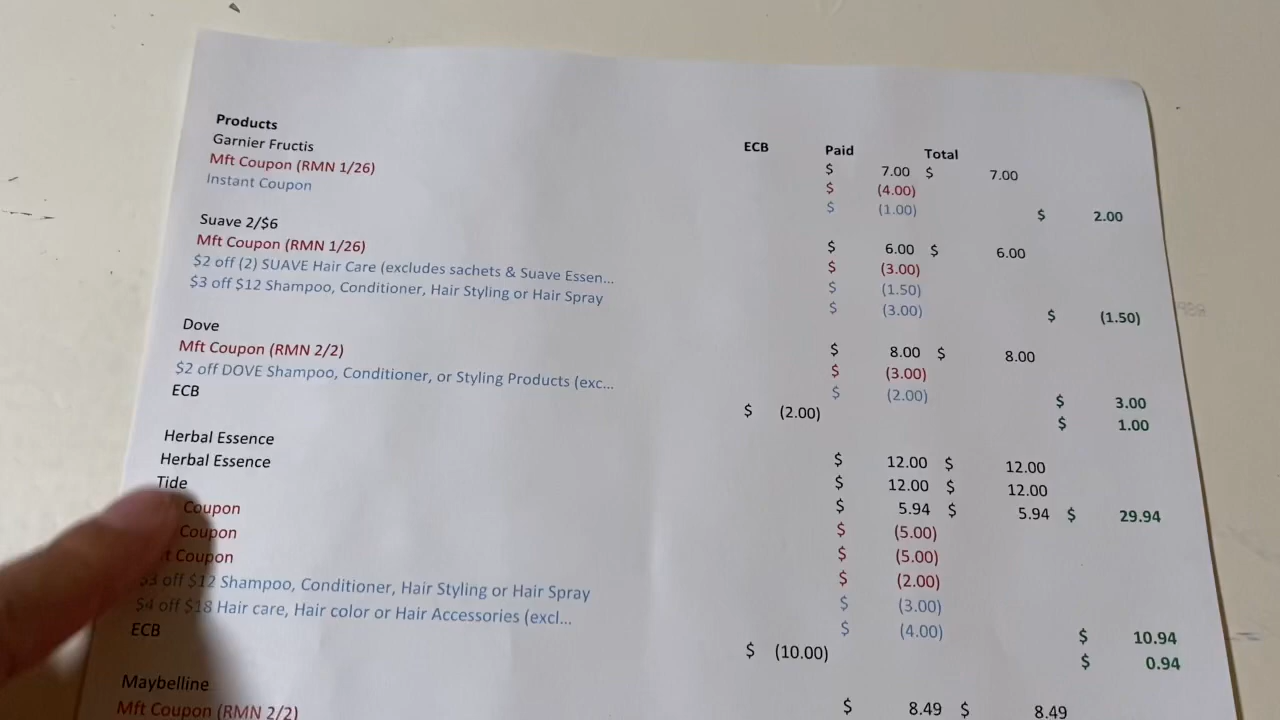 Products ECB Paid Total
Garnier Fructis $ 7.00 $ 7.00
Mft Coupon (RMN 1/26) $ (4.00)
Instant Coupon $ (1.00) $ 2.00
Suave 2/$6 $ 6.00 $ 6.00
Mft Coupon (RMN 1/26) $ (3.00)
$2 off (2) SUAVE Hair Care (excludes sachets & Suave Essen... $ (1.50)
$3 off $12 Shampoo, Conditioner, Hair Styling or Hair Spray $ (3.00) $ (1.50)
Dove $ 8.00 $ 8.00
Mft Coupon (RMN 2/2) $ (3.00)
$2 off DOVE Shampoo, Conditioner, or Styling Products (exc... $ (2.00) $ 3.00
ECB $ (2.00) $ 1.00
Herbal Essence $ 12.00 $ 12.00
Herbal Essence $ 12.00 $ 12.00
Tide $ 5.94 $ 5.94 $ 29.94
Coupon $ (5.00)
Coupon $ (5.00)
t Coupon $ (2.00)
$3 off $12 Shampoo, Conditioner, Hair Styling or Hair Spray $ (3.00)
$4 off $18 Hair care, Hair color or Hair Accessories (excl... $ (4.00) $ 10.94
ECB $ (10.00) $ 0.94
Maybelline $ 8.49 $ 8.49
Mft Coupon (RMN 2/2)